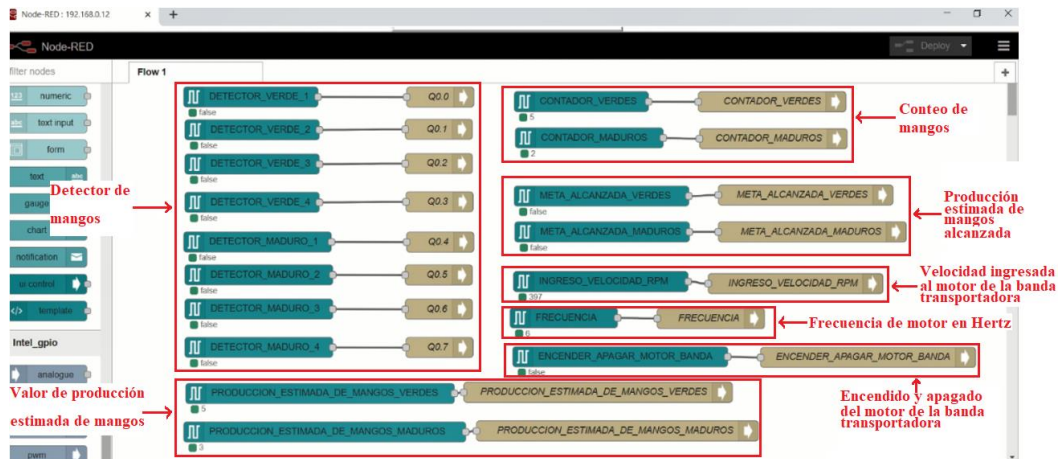 Node-RED : 192.168.0.12
Node-RED
Deploy
filter nodes
Flow 1
numeric
text input
form
text
gauge
chart
notification
ui control
template
Intel_gpio
analogue
pwm
Detector de
mangos
DETECTOR_VERDE_1
Q0.0
false
DETECTOR_VERDE_2
Q0.1
false
DETECTOR_VERDE_3
Q0.2
false
DETECTOR_VERDE_4
Q0.3
false
DETECTOR_MADURO_1
Q0.4
false
DETECTOR_MADURO_2
Q0.5
false
DETECTOR_MADURO_3
Q0.6
false
DETECTOR_MADURO_4
Q0.7
false
Valor de producción
estimada de mangos
PRODUCCION_ESTIMADA_DE_MANGOS_VERDES
PRODUCCION_ESTIMADA_DE_MANGOS_VERDES
5
PRODUCCION_ESTIMADA_DE_MANGOS_MADUROS
PRODUCCION_ESTIMADA_DE_MANGOS_MADUROS
3
CONTADOR_VERDES
CONTADOR_VERDES
5
CONTADOR_MADUROS
CONTADOR_MADUROS
2
Conteo de
mangos
META_ALCANZADA_VERDES
META_ALCANZADA_VERDES
false
META_ALCANZADA_MADUROS
META_ALCANZADA_MADUROS
false
Producción
estimada de
mangos
alcanzada
INGRESO_VELOCIDAD_RPM
INGRESO_VELOCIDAD_RPM
397
Velocidad ingresada
al motor de la banda
transportadora
FRECUENCIA
FRECUENCIA
6
Frecuencia de motor en Hertz
ENCENDER_APAGAR_MOTOR_BANDA
ENCENDER_APAGAR_MOTOR_BANDA
false
Encendido y apagado
del motor de la banda
transportadora